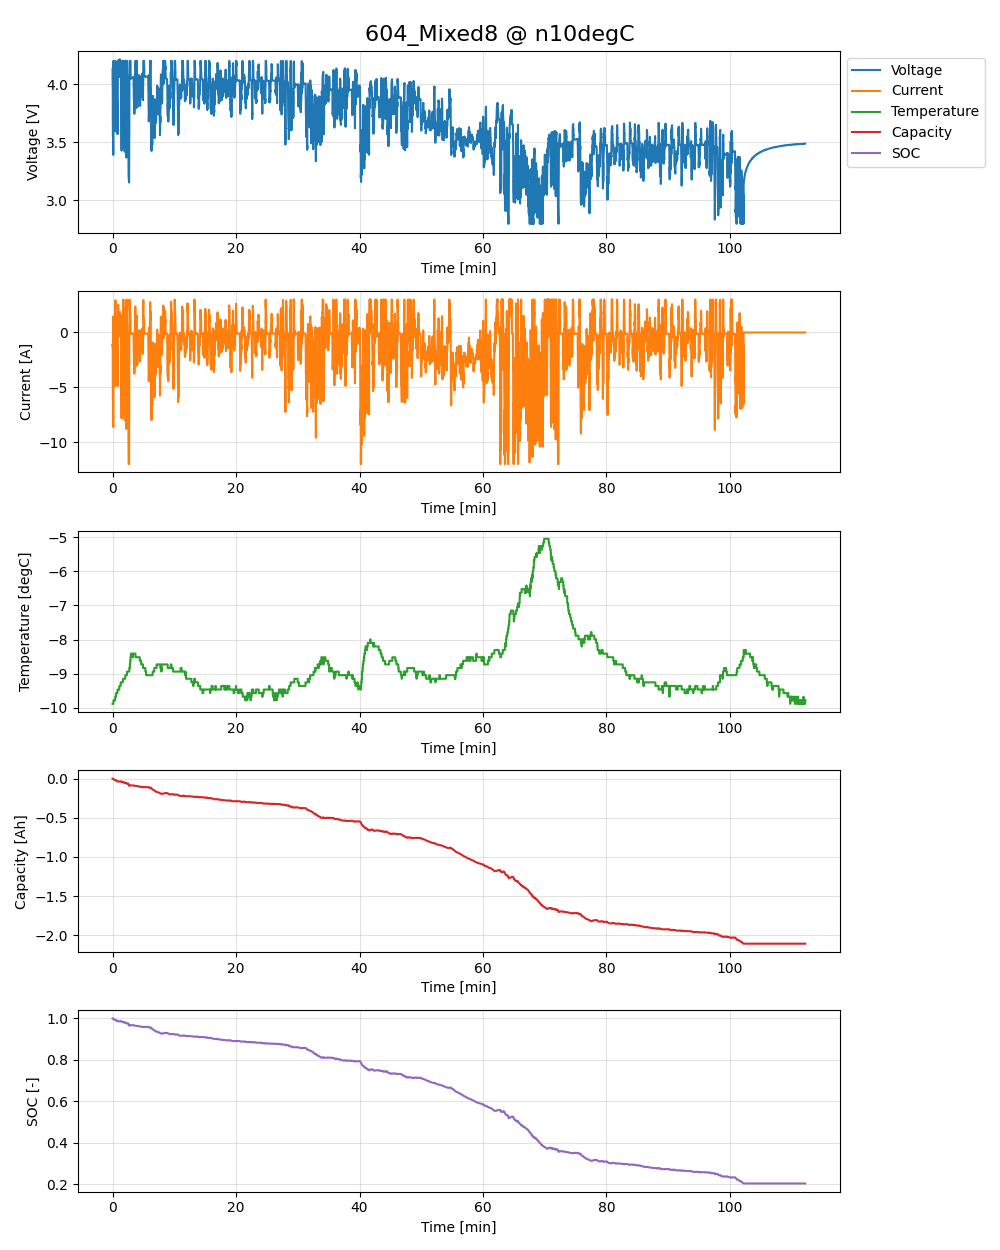 604_Mixed8 @ n10degC
Voltage [V]
4.0
3.5
3.0
0 20 40 60 80 100
Time [min]
Voltage
Current
Temperature
Capacity
SOC
Current [A]
0
−5
−10
0 20 40 60 80 100
Time [min]
Temperature [degC]
−5
−6
−7
−8
−9
−10
0 20 40 60 80 100
Time [min]
Capacity [Ah]
0.0
−0.5
−1.0
−1.5
−2.0
0 20 40 60 80 100
Time [min]
SOC [-]
1.0
0.8
0.6
0.4
0.2
0 20 40 60 80 100
Time [min]